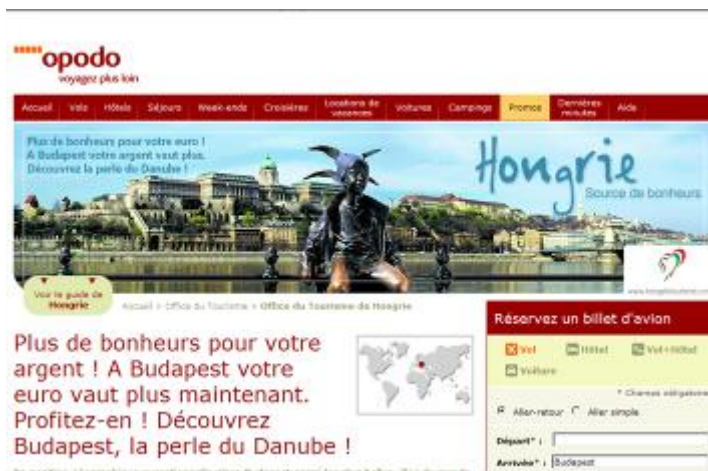 opodo
voyagez plus loin
Accueil Vols Hôtels Séjours Week-ends Croisières Locations de vacances Voitures Campings Promos Dernières minutes Aide
Plus de bonheurs pour votre euro !
A Budapest votre argent vaut plus.
Découvrez la perle du Danube !
Hongrie
Source de bonheurs
Voir le guide de
Hongrie
Accueil > Office du Tourisme > Office du Tourisme de Hongrie
Plus de bonheurs pour votre
argent ! A Budapest votre
euro vaut plus maintenant.
Profitez-en ! Découvrez
Budapest, la perle du Danube !
Réservez un billet d'avion
Vol Hôtel Vol+Hôtel
Voiture
* Champs obligatoires
Aller-retour Aller simple
Départ* :
Arrivée* : Budapest